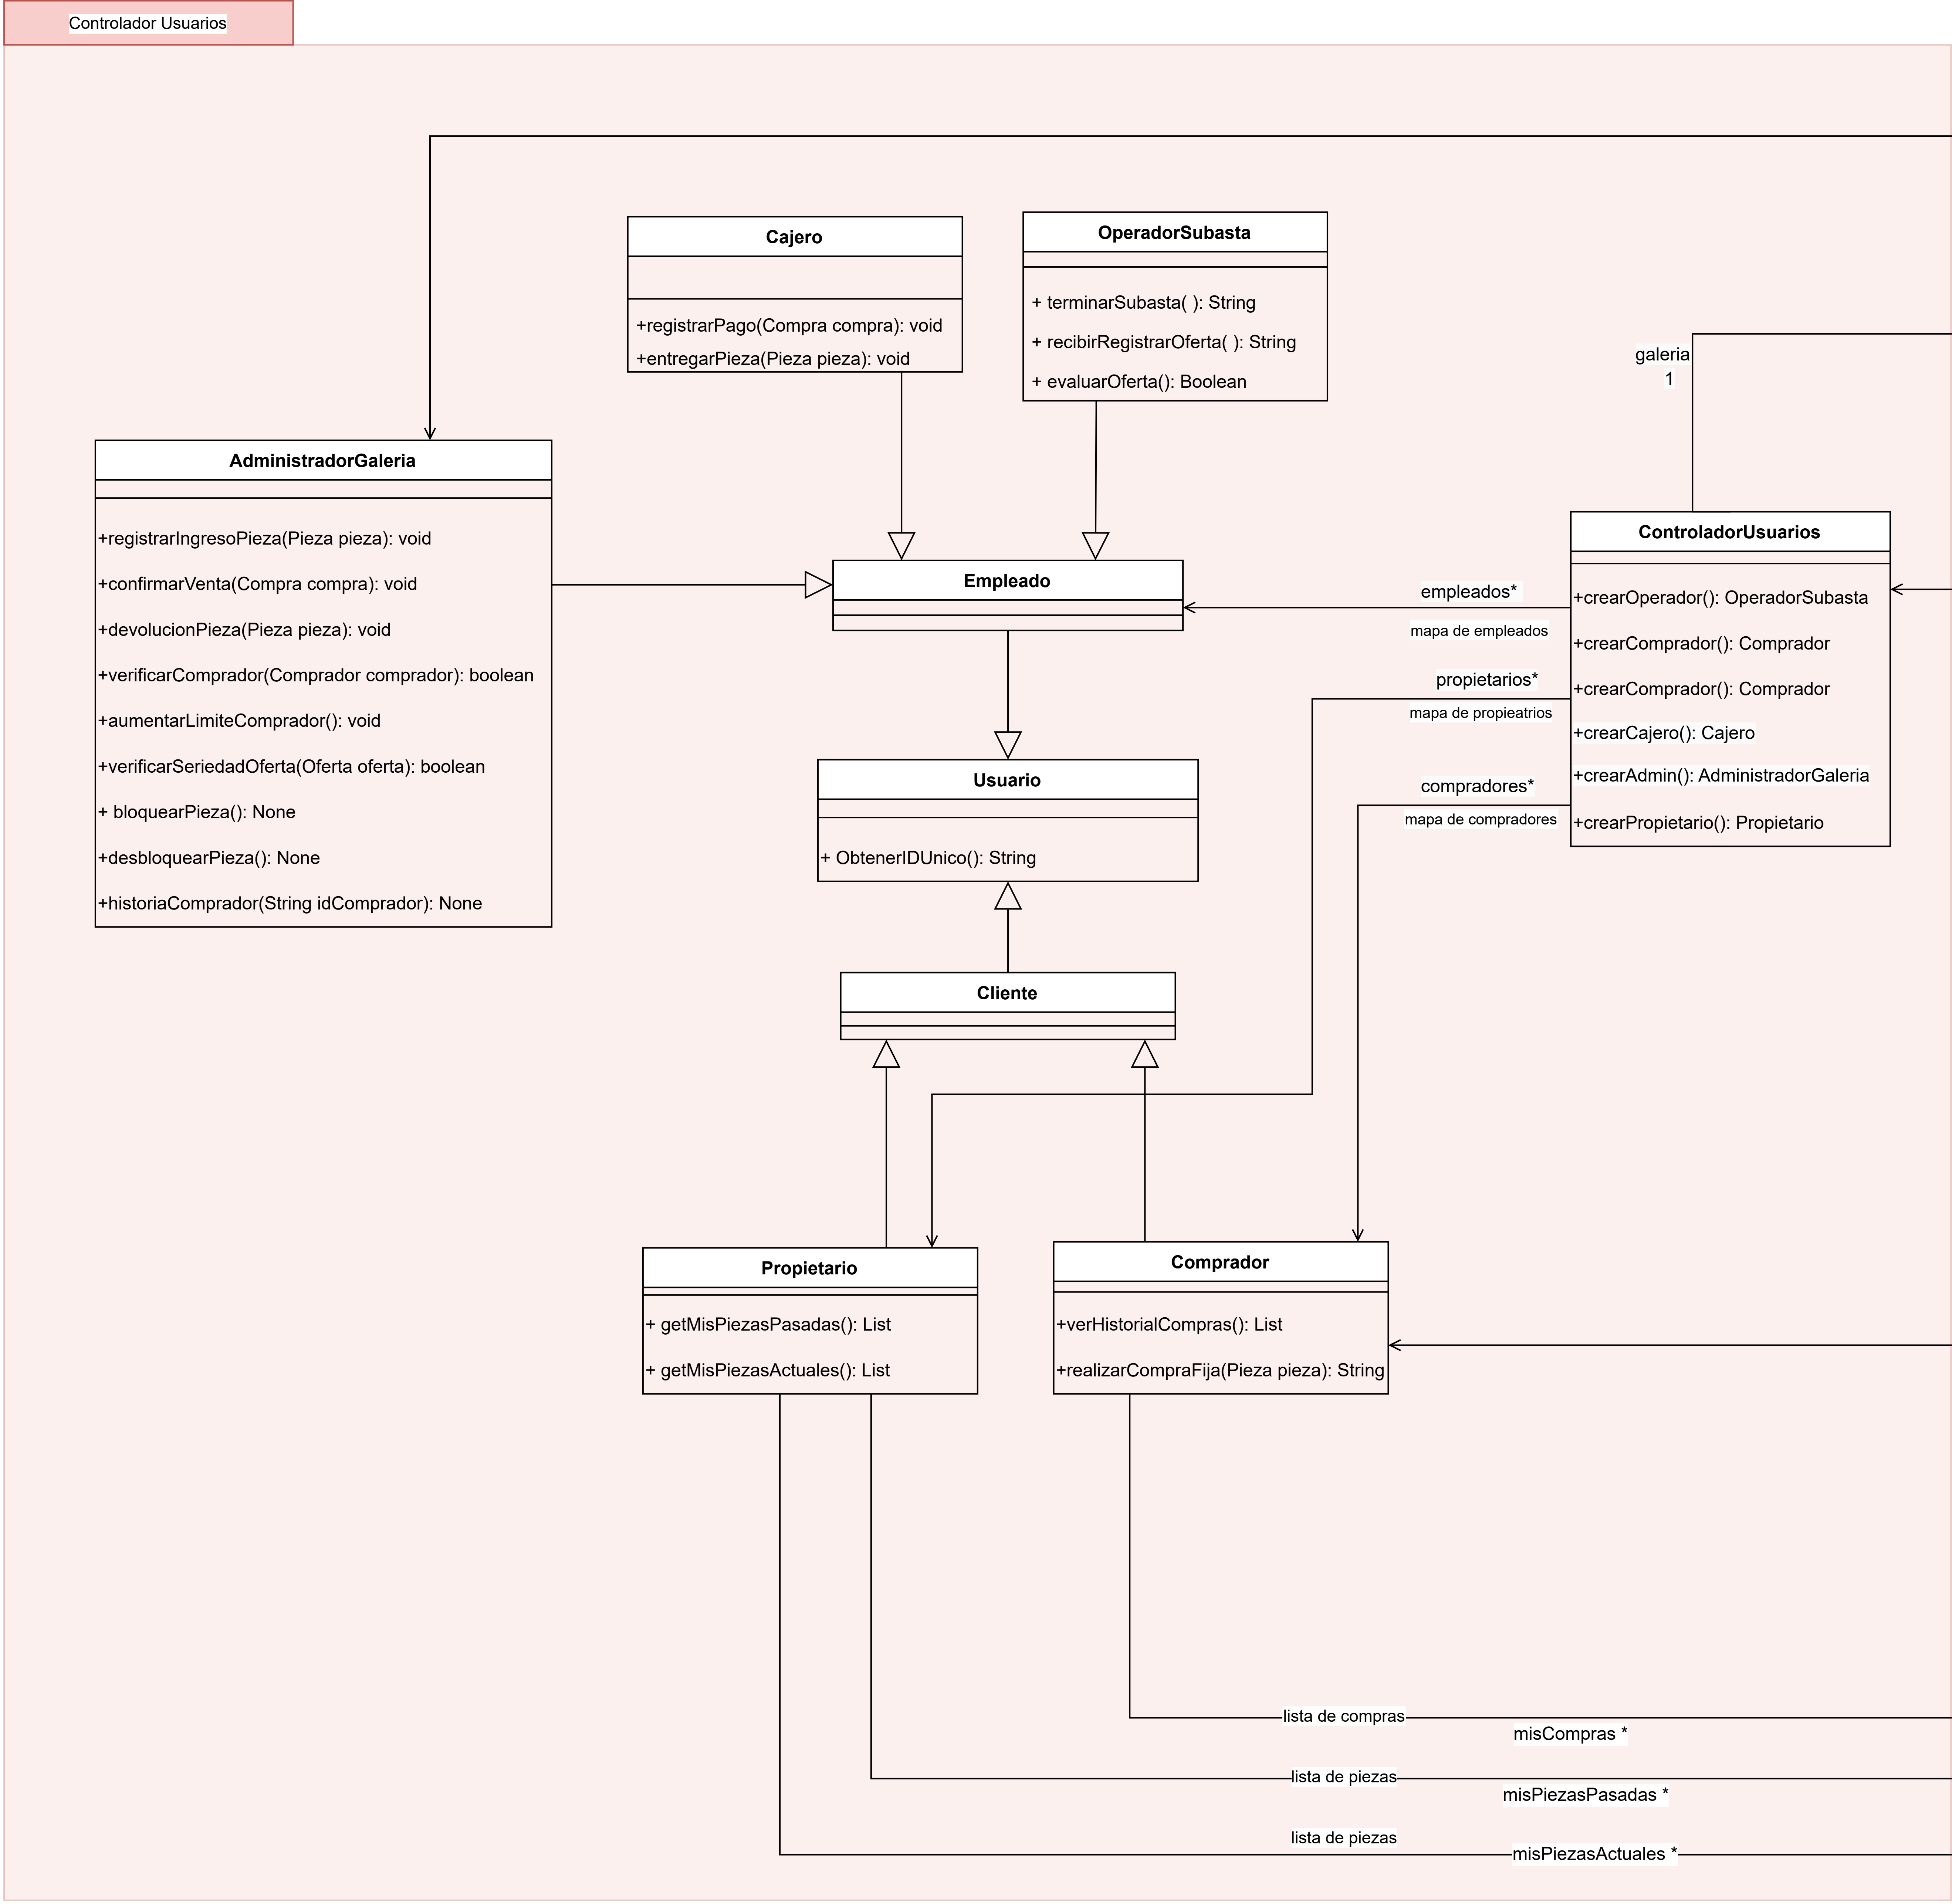 Controlador Usuarios
Cajero
+registrarPago(Compra compra): void
+entregarPieza(Pieza pieza): void
OperadorSubasta
+ terminarSubasta( ): String
+ recibirRegistrarOferta( ): String
+ evaluarOferta(): Boolean
galeria
1
AdministradorGaleria
+registrarIngresoPieza(Pieza pieza): void
+confirmarVenta(Compra compra): void
+devolucionPieza(Pieza pieza): void
+verificarComprador(Comprador comprador): boolean
+aumentarLimiteComprador(): void
+verificarSeriedadOferta(Oferta oferta): boolean
+ bloquearPieza(): None
+desbloquearPieza(): None
+historiaComprador(String idComprador): None
Empleado
empleados*
mapa de empleados
propietarios*
mapa de propieatrios
compradores*
mapa de compradores
ControladorUsuarios
+crearOperador(): OperadorSubasta
+crearComprador(): Comprador
+crearComprador(): Comprador
+crearCajero(): Cajero
+crearAdmin(): AdministradorGaleria
+crearPropietario(): Propietario
Usuario
+ ObtenerIDUnico(): String
Cliente
Propietario
+ getMisPiezasPasadas(): List
+ getMisPiezasActuales(): List
Comprador
+verHistorialCompras(): List
+realizarCompraFija(Pieza pieza): String
lista de compras
misCompras *
lista de piezas
misPiezasPasadas *
lista de piezas
misPiezasActuales *